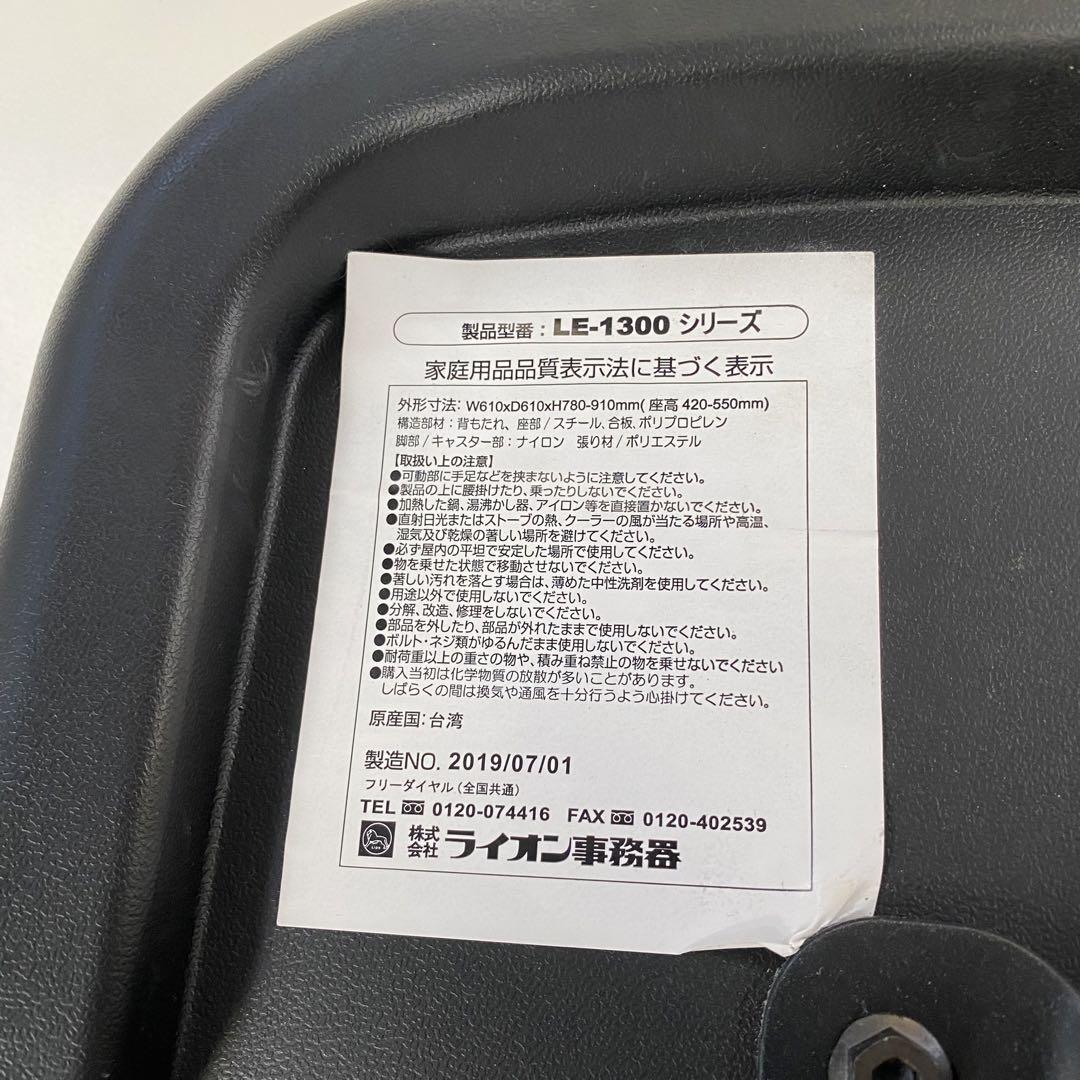 製品型番：LE-1300 シリーズ
家庭用品品質表示法に基づく表示
外形寸法：W610xD610xH780-910mm( 座高 420-550mm)
構造部材：背もたれ、座部 / スチール、合板、ポリプロピレン
脚部 / キャスター部：ナイロン 張り材 / ポリエステル
【取扱い上の注意】
●可動部に手足などを挟まないように注意してください。
●製品の上に腰掛けたり、乗ったりしないでください。
●加熱した鍋、湯沸かし器、アイロン等を直接置かないでください。
●直射日光またはストーブの熱、クーラーの風が当たる場所や高温、
湿気及び乾燥の著しい場所を避けてください。
●必ず屋内の平坦で安定した場所で使用してください。
●物を乗せた状態で移動させないでください。
●著しい汚れを落とす場合は、薄めた中性洗剤を使用してください。
●用途以外で使用しないでください。
●分解、改造、修理をしないでください。
●部品を外したり、部品が外れたままで使用しないでください。
●ボルト・ネジ類がゆるんだまま使用しないでください。
●耐荷重以上の重さの物や、積み重ね禁止の物を乗せないでください
●購入当初は化学物質の放散が多いことがあります。
しばらくの間は換気や通風を十分行うよう心掛けてください。
原産国：台湾
製造NO. 2019/07/01
フリーダイヤル（全国共通）
TEL 0120-074416 FAX 0120-402539
株式会社 ライオン事務器